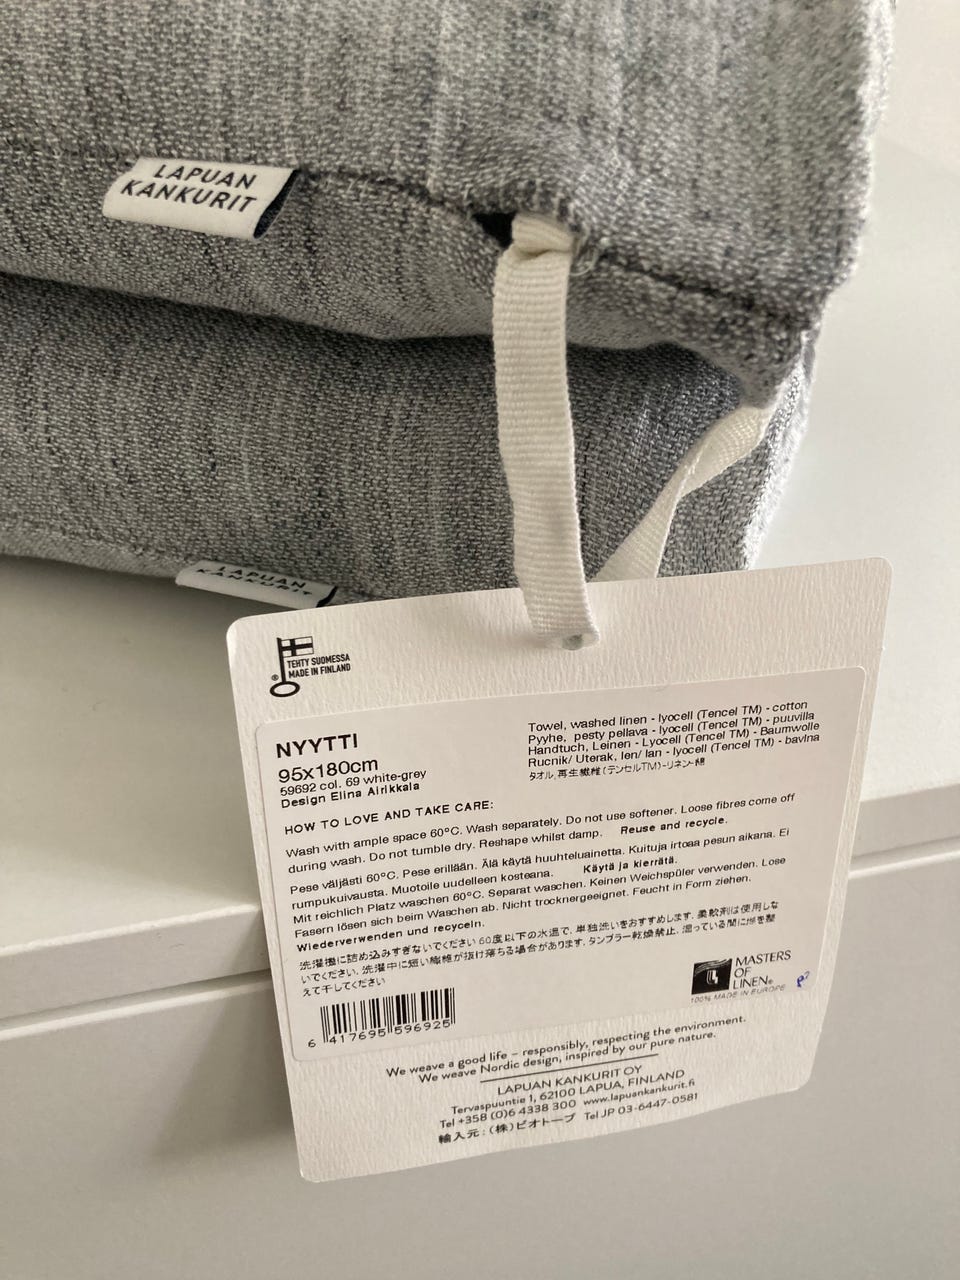 LAPUAN
KANKURIT
LAPUAN
KANKURIT
TEHTY SUOMESSA
® MADE IN FINLAND
NYYTTI
95x180cm
59692 col. 69 white-grey
Design Elina Airikkala
Towel, washed linen - lyocell (Tencel TM) - cotton
Pyyhe, pesty pellava - lyocell (Tencel TM) - puuvilla
Handtuch, Leinen - Lyocell (Tencel TM) - Baumwolle
Rucnik/ Uterak, len/ lan - lyocell (Tencel TM) - bavlna
タオル,再生繊維(テンセルTM)-リネン-綿
HOW TO LOVE AND TAKE CARE:
Wash with ample space 60°C. Wash separately. Do not use softener. Loose fibres come off
during wash. Do not tumble dry. Reshape whilst damp. Reuse and recycle.
Pese väljästi 60°C. Pese erillään. Älä käytä huuhteluainetta. Kuituja irtoaa pesun aikana. Ei
rumpukuivausta. Muotoile uudelleen kosteana. Käytä ja kierrätä.
Mit reichlich Platz waschen 60°C. Separat waschen. Keinen Weichspüler verwenden. Lose
Fasern lösen sich beim Waschen ab. Nicht trocknergeeignet. Feucht in Form ziehen.
Wiederverwenden und recyceln.
洗濯機に詰め込みすぎないでください 60度以下の水温で、単独洗いをおすすめします. 柔軟剤は使用しな
いでください. 洗濯中に短い繊維が抜け落ちる場合があります. タンブラー乾燥禁止. 湿っている間に形を整
えて干してください
MASTERS
OF
LINEN®
100% MADE IN EUROPE
6 417695 596925
We weave a good life – responsibly, respecting the environment.
We weave Nordic design, inspired by our pure nature.
LAPUAN KANKURIT OY
Tervaspuuntie 1, 62100 LAPUA, FINLAND
Tel +358 (0)6 4338 300 www.lapuankankurit.fi
輸入元：(株)ビオトープ Tel JP 03-6447-0581